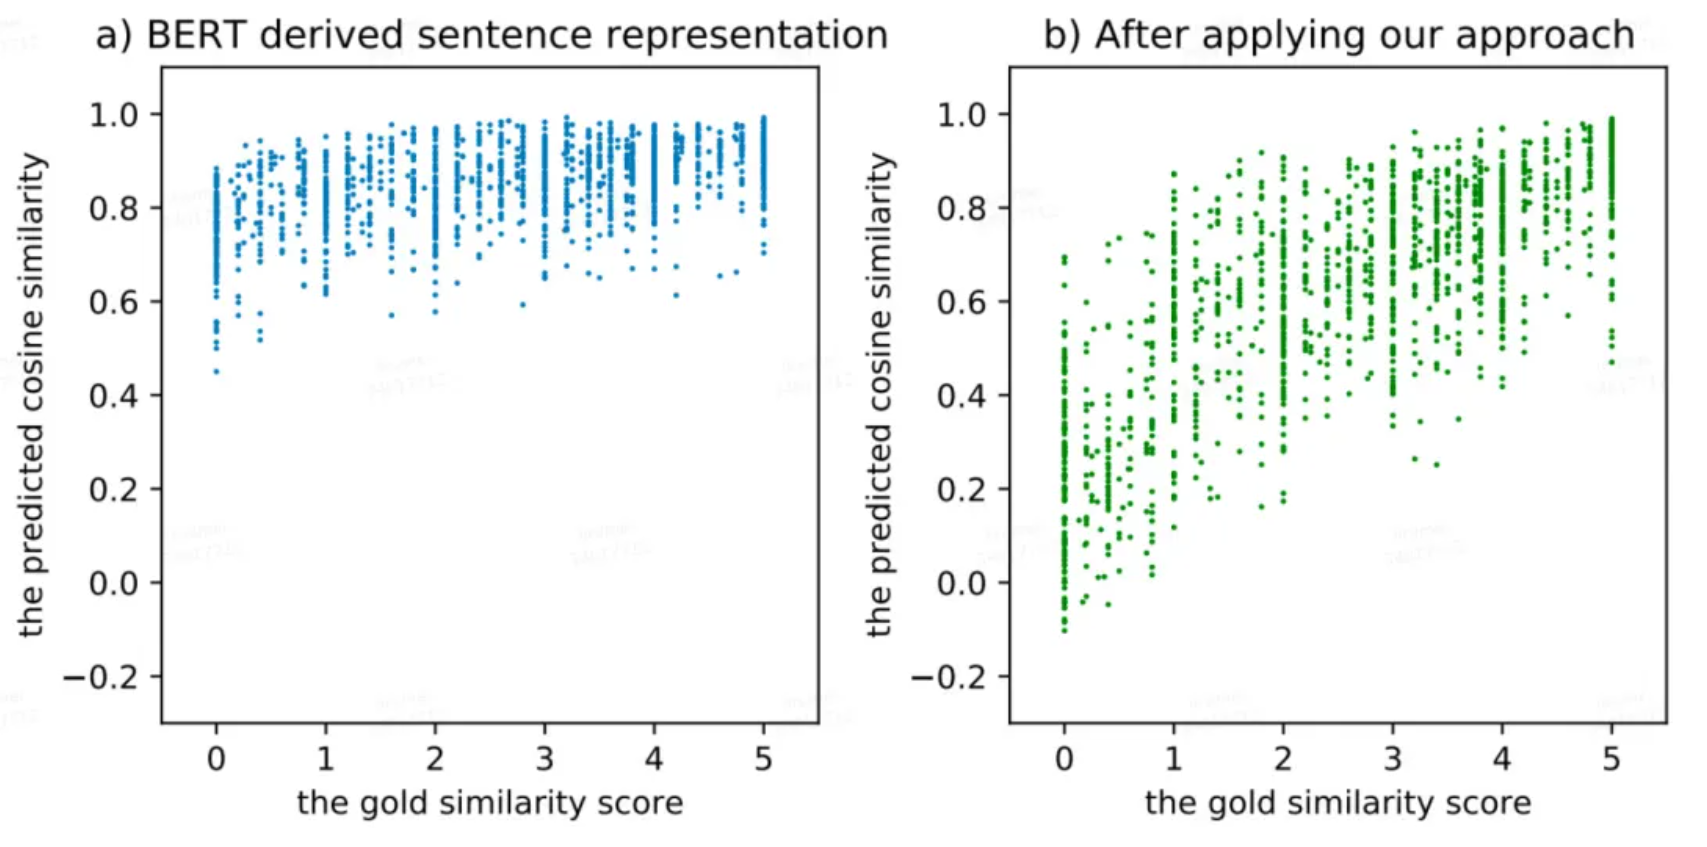 a) BERT derived sentence representation
the predicted cosine similarity
1.0
0.8
0.6
0.4
0.2
0.0
−0.2
0 1 2 3 4 5
the gold similarity score
b) After applying our approach
the predicted cosine similarity
1.0
0.8
0.6
0.4
0.2
0.0
−0.2
0 1 2 3 4 5
the gold similarity score